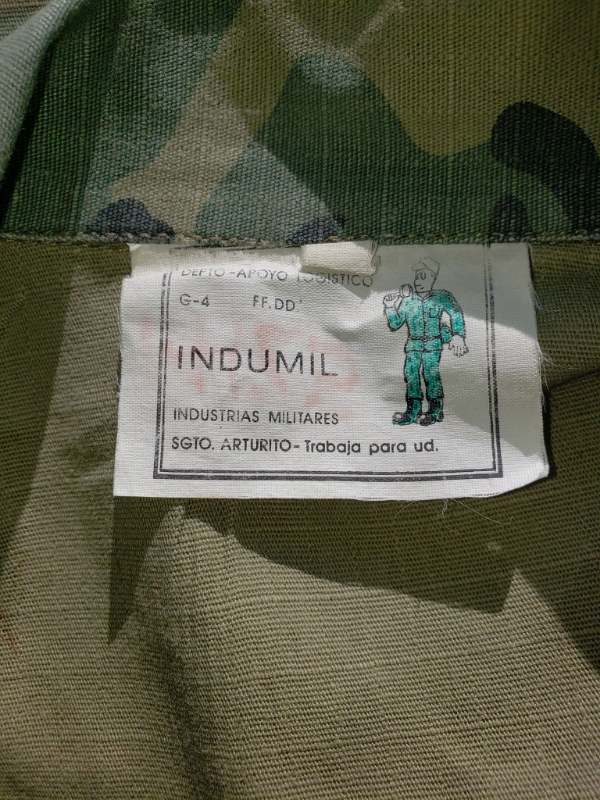 DEPTO-APOYO LOGISTICO
G-4 FF.DD'
INDUMIL
INDUSTRIAS MILITARES
SGTO. ARTURITO- Trabaja para ud.